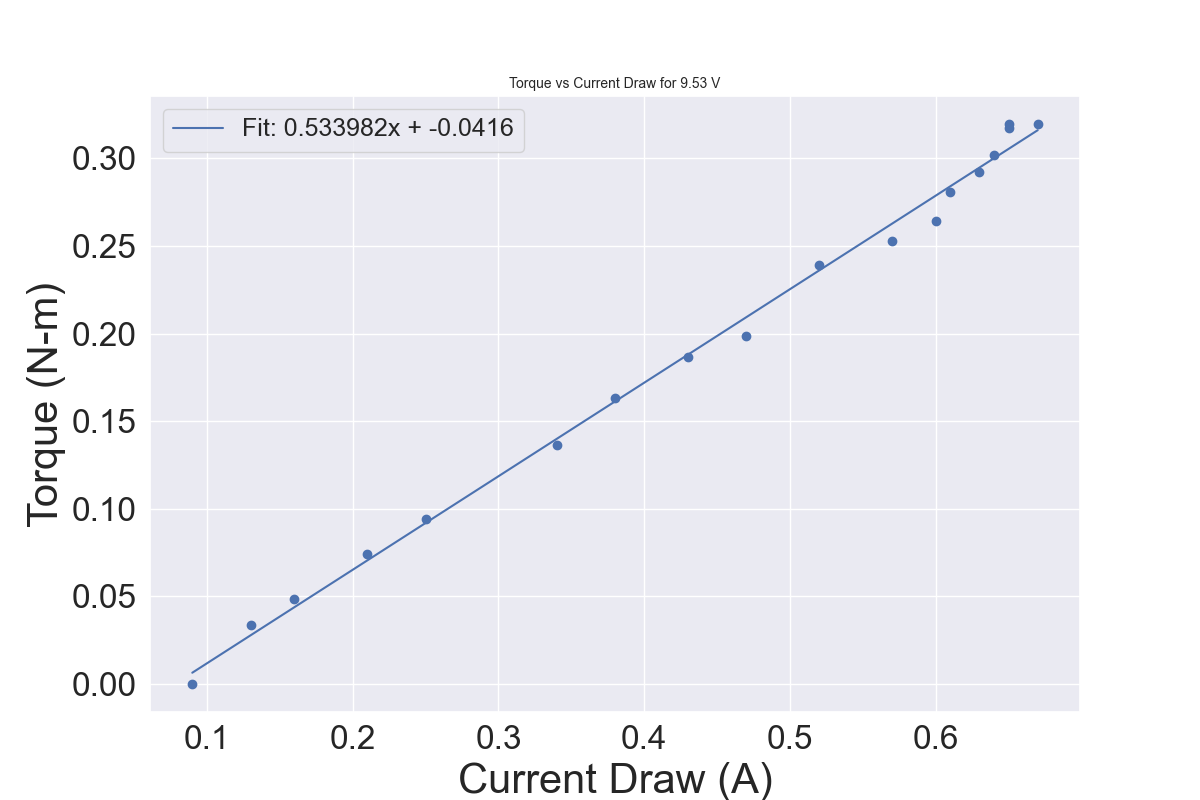 Torque vs Current Draw for 9.53 V
Fit: 0.533982x + -0.0416
Torque (N-m)
0.30
0.25
0.20
0.15
0.10
0.05
0.00
0.1 0.2 0.3 0.4 0.5 0.6
Current Draw (A)